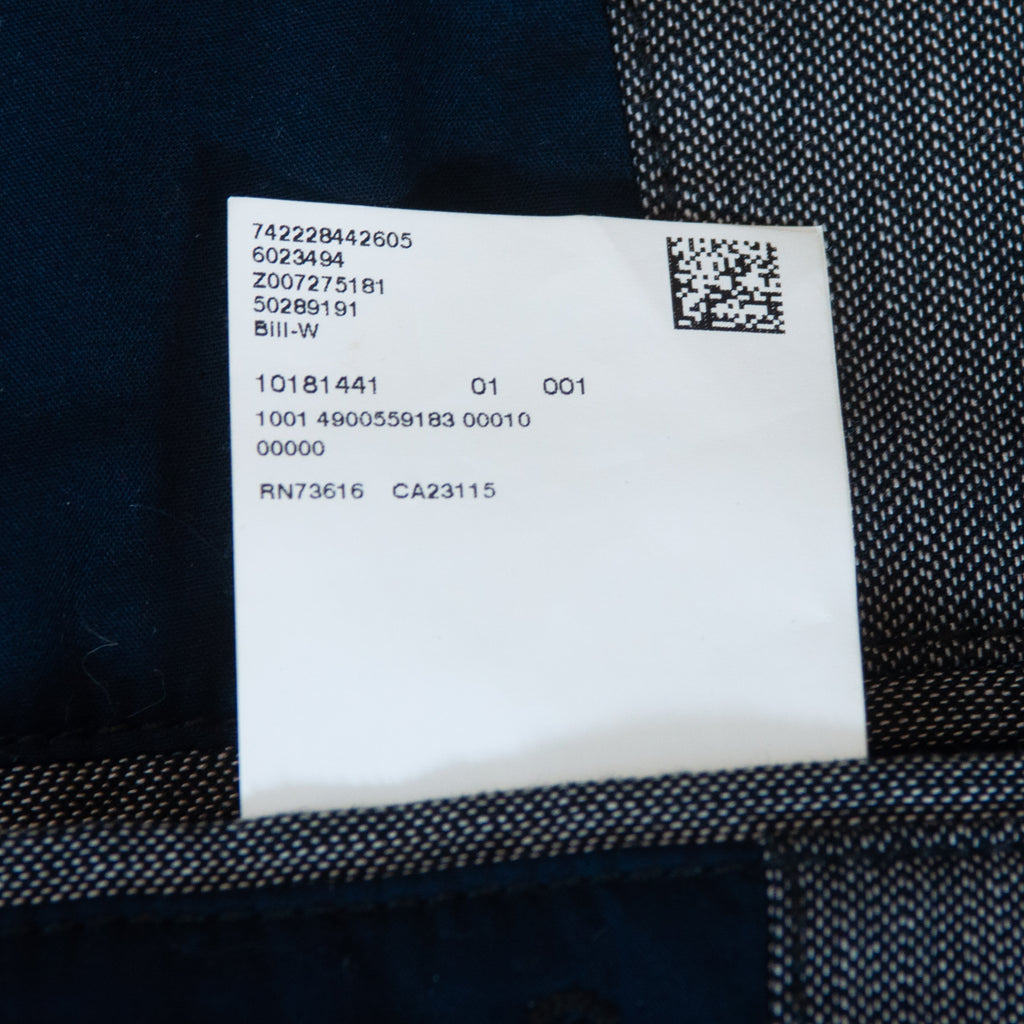 742228442605
6023494
Z007275181
50289191
Bill-W
10181441 01 001
1001 4900559183 00010
00000
RN73616 CA23115